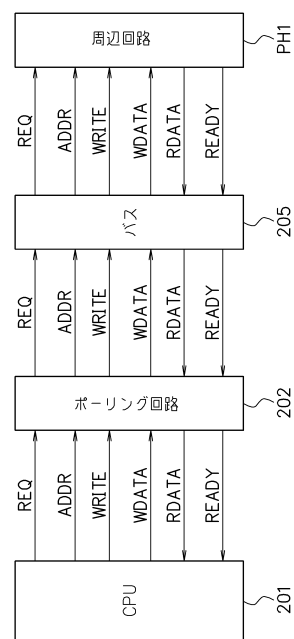 周辺回路
PH1
REQ
ADDR
WRITE
WDATA
RDATA
READY
バス
205
REQ
ADDR
WRITE
WDATA
RDATA
READY
ポーリング回路
202
REQ
ADDR
WRITE
WDATA
RDATA
READY
CPU
201